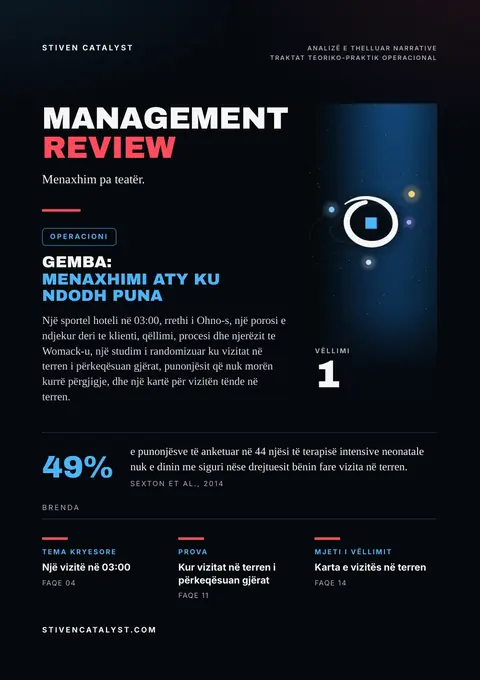 STIVEN CATALYST
ANALIZË E THELLUAR NARRATIVE
TRAKTAT TEORIKO-PRAKTIK OPERACIONAL
MANAGEMENT
REVIEW
Menaxhim pa teatër.
OPERACIONI
GEMBA:
MENAXHIMI ATY KU
NDODH PUNA
Një sportel hoteli në 03:00, rrethi i Ohno-s, një porosi e
ndjekur deri te klienti, qëllimi, procesi dhe njerëzit te
Womack-u, një studim i randomizuar ku vizitat në
terren i përkeqësuan gjërat, punonjësit që nuk morën
kurrë përgjigje, dhe një kartë për vizitën tënde në
terren.
VËLLIMI
1
49%
e punonjësve të anketuar në 44 njësi të terapisë intensive neonatale
nuk e dinin me siguri nëse drejtuesit bënin fare vizita në terren.
SEXTON ET AL., 2014
BRENDA
TEMA KRYESORE
Një vizitë në 03:00
FAQE 04
PROVA
Kur vizitat në terren i
përkeqësuan gjërat
FAQE 11
MJETI I VËLLIMIT
Karta e vizitës në terren
FAQE 14
STIVENCATALYST.COM